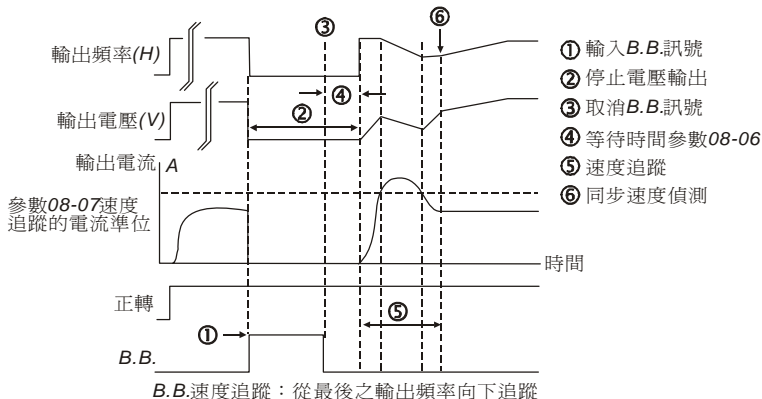 ⑥
③
輸出頻率(H)
④
②
輸出電壓(V)
輸出電流 A
參數08-07速度
追蹤的電流準位
時間
正轉
⑤
①
B.B.
B.B.速度追蹤：從最後之輸出頻率向下追蹤
① 輸入B.B.訊號
② 停止電壓輸出
③ 取消B.B.訊號
④ 等待時間參數08-06
⑤ 速度追蹤
⑥ 同步速度偵測